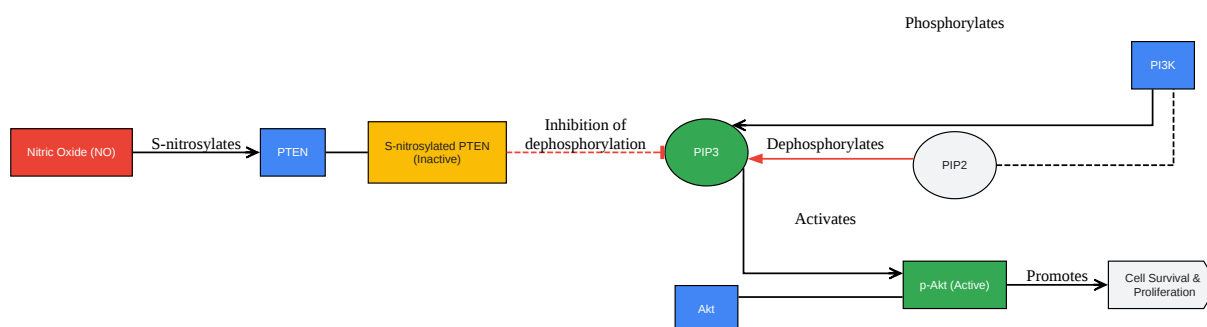 Phosphorylates
PI3K
Nitric Oxide (NO)
S-nitrosylates
PTEN
S-nitrosylated PTEN
(Inactive)
Inhibition of
dephosphorylation
PIP3
Dephosphorylates
PIP2
Activates
Akt
p-Akt (Active)
Promotes
Cell Survival &
Proliferation